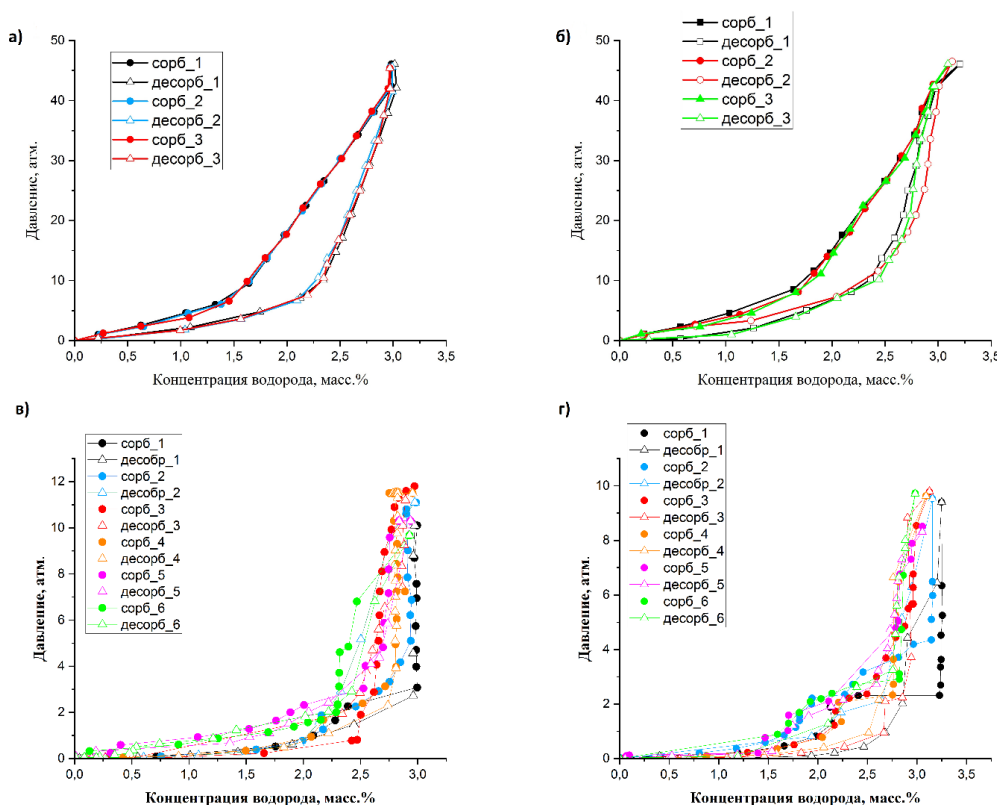 а)
сорб_1
десорб_1
сорб_2
десорб_2
сорб_3
десорб_3
Давление, атм.
50
40
30
20
10
0
0,0 0,5 1,0 1,5 2,0 2,5 3,0 3,5
Концентрация водорода, масс.%
б)
сорб_1
десорб_1
сорб_2
десорб_2
сорб_3
десорб_3
Давление, атм.
50
40
30
20
10
0
0,0 0,5 1,0 1,5 2,0 2,5 3,0 3,5
Концентрация водорода, масс.%
в)
сорб_1
десобр_1
сорб_2
десобр_2
сорб_3
десорб_3
сорб_4
десорб_4
сорб_5
десорб_5
сорб_6
десорб_6
Давление, атм.
12
10
8
6
4
2
0
0,0 0,5 1,0 1,5 2,0 2,5 3,0
Концентрация водорода, масс.%
г)
сорб_1
десобр_1
сорб_2
десобр_2
сорб_3
десорб_3
сорб_4
десорб_4
сорб_5
десорб_5
сорб_6
десорб_6
Давление, атм.
10
8
6
4
2
0
0,0 0,5 1,0 1,5 2,0 2,5 3,0 3,5
Концентрация водорода, масс.%